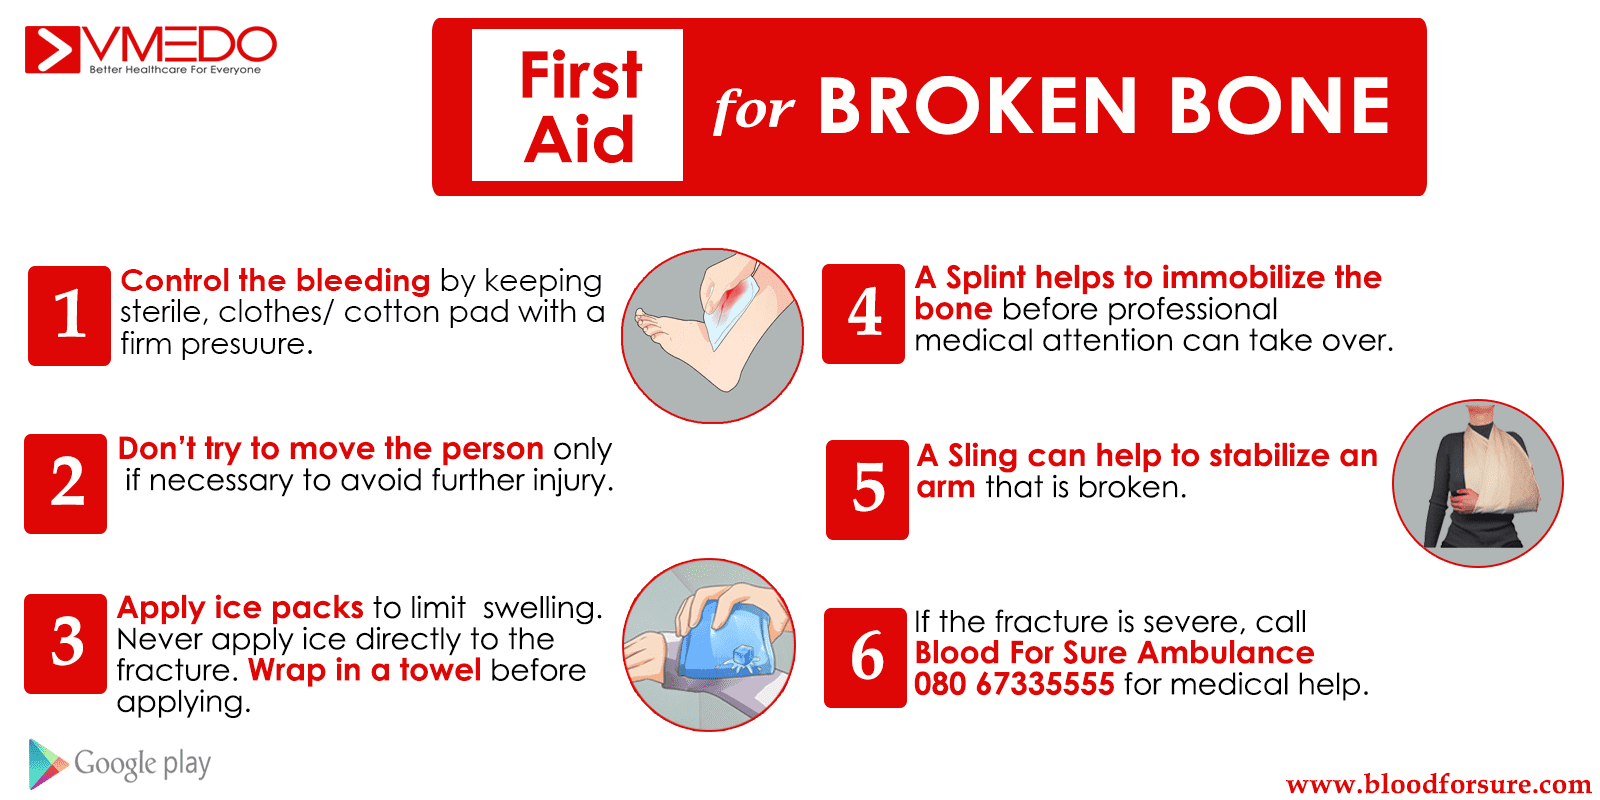 VMEDO
Better Healthcare For Everyone
First
Aid
for BROKEN BONE
1
Control the bleeding by keeping
sterile, clothes/ cotton pad with a
firm presuure.
2
Don't try to move the person only
if necessary to avoid further injury.
3
Apply ice packs to limit swelling.
Never apply ice directly to the
fracture. Wrap in a towel before
applying.
4
A Splint helps to immobilize the
bone before professional
medical attention can take over.
5
A Sling can help to stabilize an
arm that is broken.
6
If the fracture is severe, call
Blood For Sure Ambulance
080 67335555 for medical help.
Google play
www.bloodforsure.com